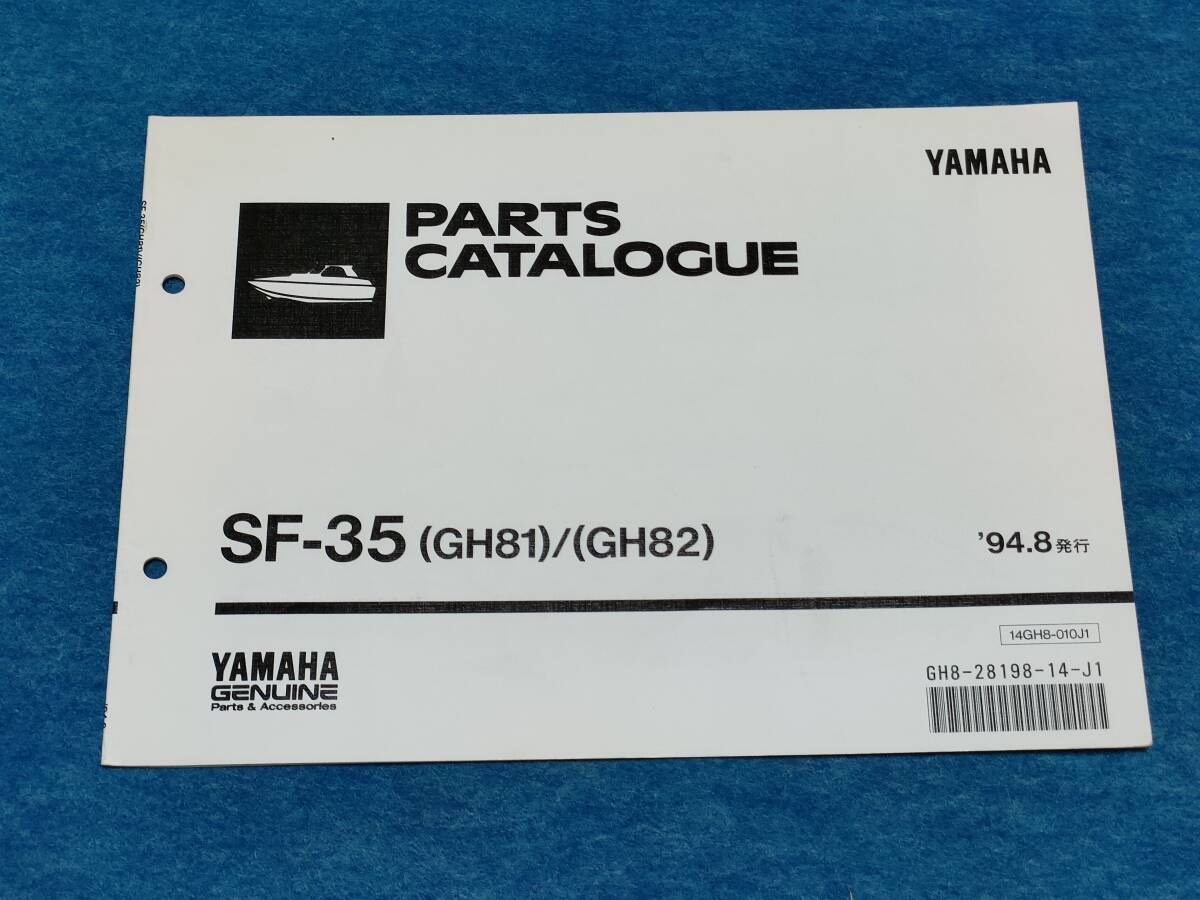 YAMAHA
PARTS
CATALOGUE
SF-35 (GH81)/(GH82)
'94.8発行
14GH8-010J1
GH8-28198-14-J1
YAMAHA
GENUINE
Parts & Accessories